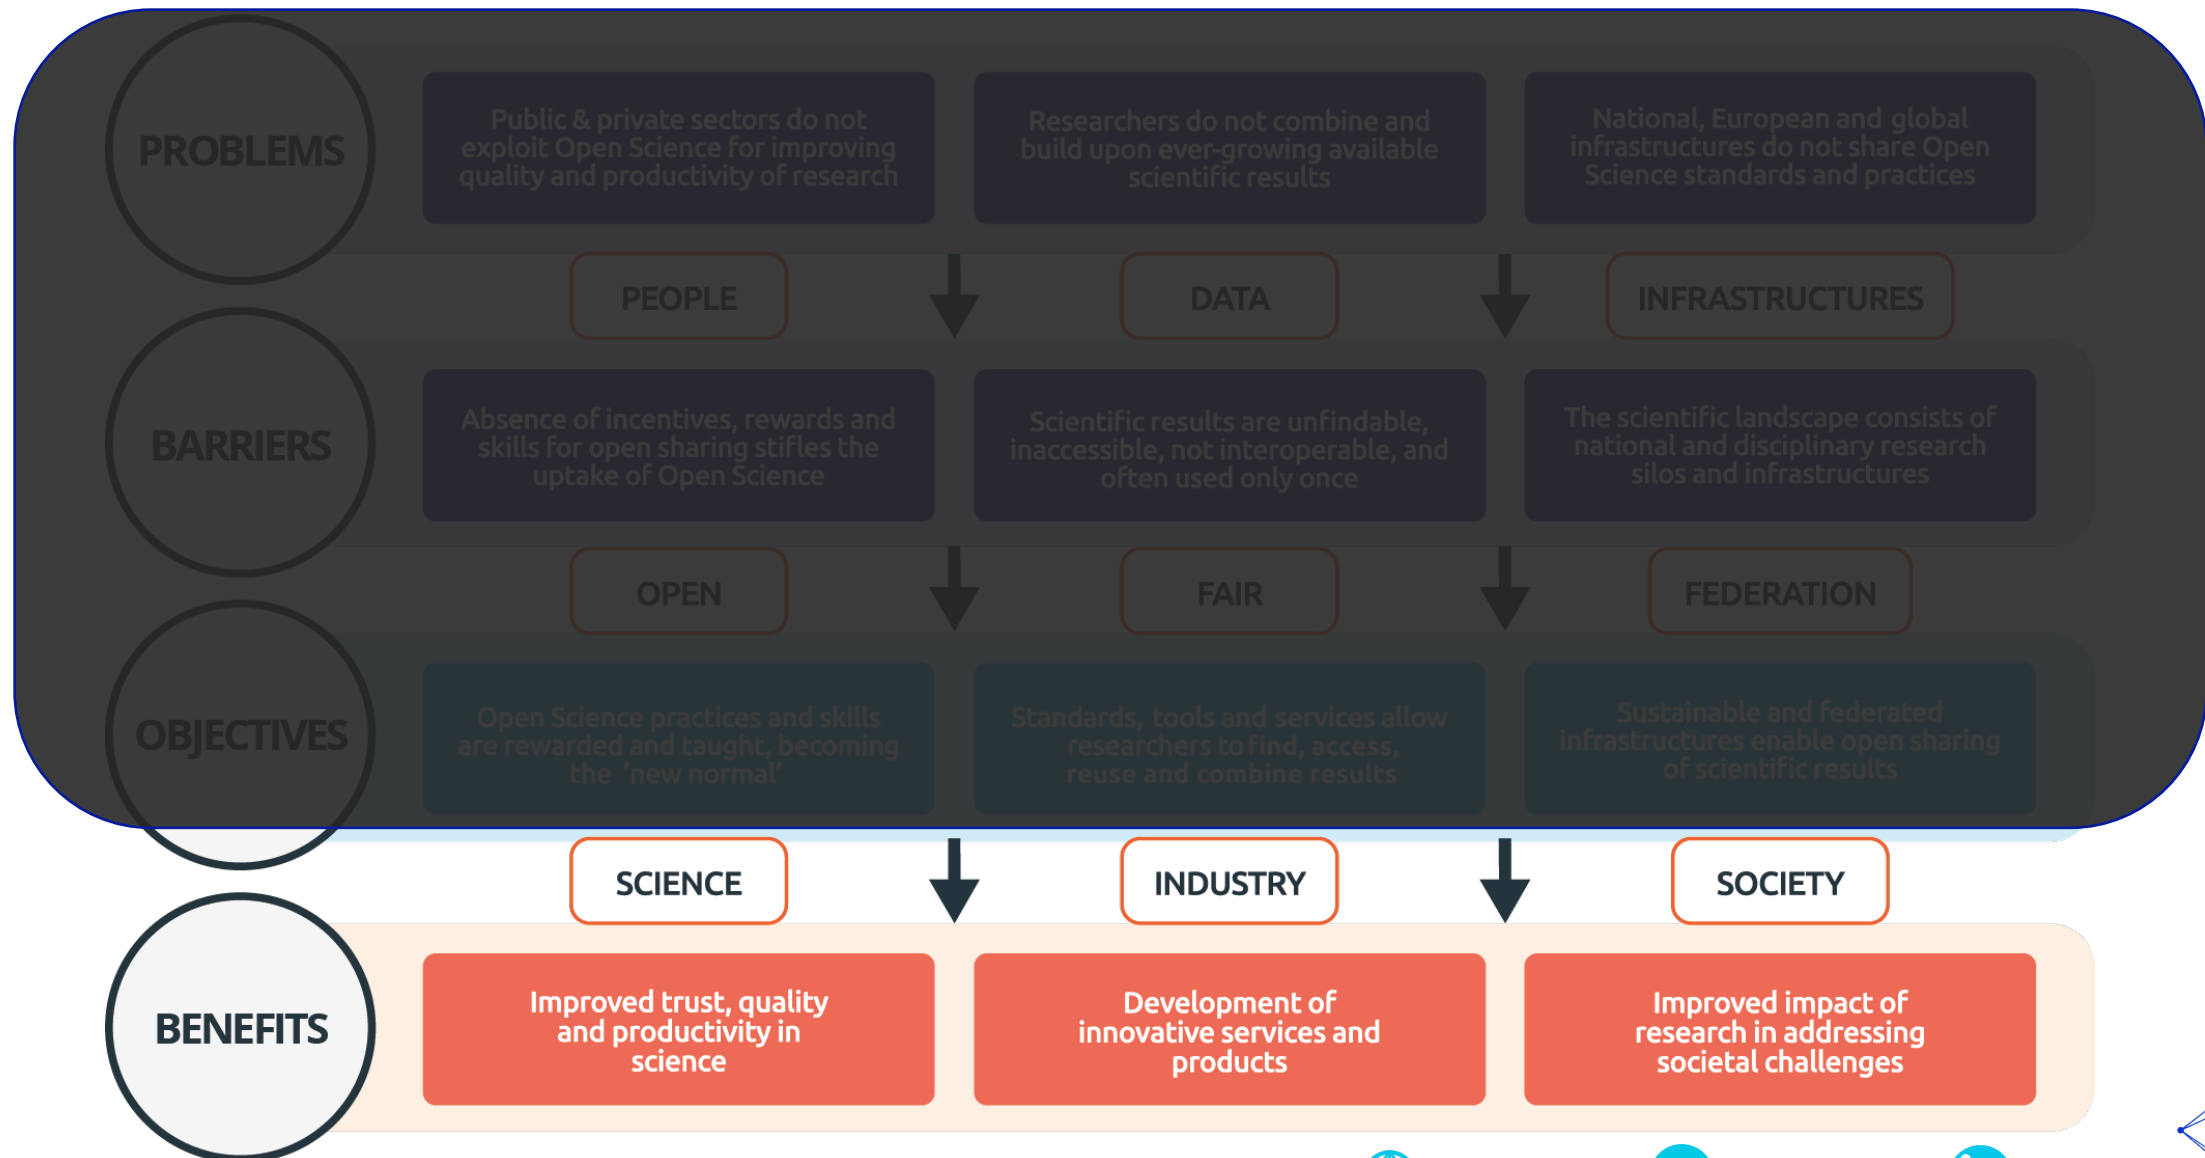 PROBLEMS
Public & private sectors do not
exploit Open Science for improving
quality and productivity of research
Researchers do not combine and
build upon ever-growing available
scientific results
National, European and global
infrastructures do not share Open
Science standards and practices
PEOPLE
DATA
INFRASTRUCTURES
BARRIERS
Absence of incentives, rewards and
skills for open sharing stifles the
uptake of Open Science
Scientific results are unfindable,
inaccessible, not interoperable, and
often used only once
The scientific landscape consists of
national and disciplinary research
silos and infrastructures
OPEN
FAIR
FEDERATION
OBJECTIVES
Open Science practices and skills
are rewarded and taught, becoming
the ‘new normal’
Standards, tools and services allow
researchers to find, access,
reuse and combine results
Sustainable and federated
infrastructures enable open sharing
of scientific results
SCIENCE
INDUSTRY
SOCIETY
BENEFITS
Improved trust, quality
and productivity in
science
Development of
innovative services and
products
Improved impact of
research in addressing
societal challenges